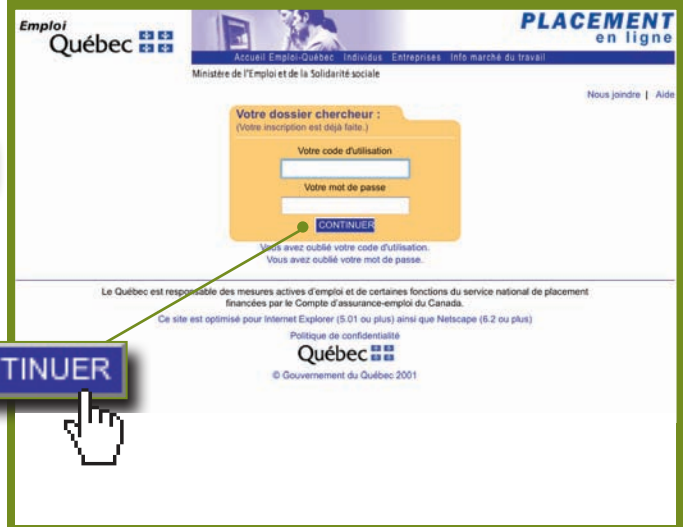 Emploi
Québec
PLACEMENT
en ligne
Accueil Emploi-Québec Individus Entreprises Info marché du travail
Ministère de l'Emploi et de la Solidarité sociale
Nous joindre | Aide
Votre dossier chercheur :
(Votre inscription est déjà faite.)
Votre code d'utilisation
Votre mot de passe
CONTINUER
Vous avez oublié votre code d'utilisation.
Vous avez oublié votre mot de passe.
Le Québec est responsable des mesures actives d'emploi et de certaines fonctions du service national de placement
financées par le Compte d'assurance-emploi du Canada.
Ce site est optimisé pour Internet Explorer (5.01 ou plus) ainsi que Netscape (6.2 ou plus)
Politique de confidentialité
Québec
© Gouvernement du Québec 2001
TINUER